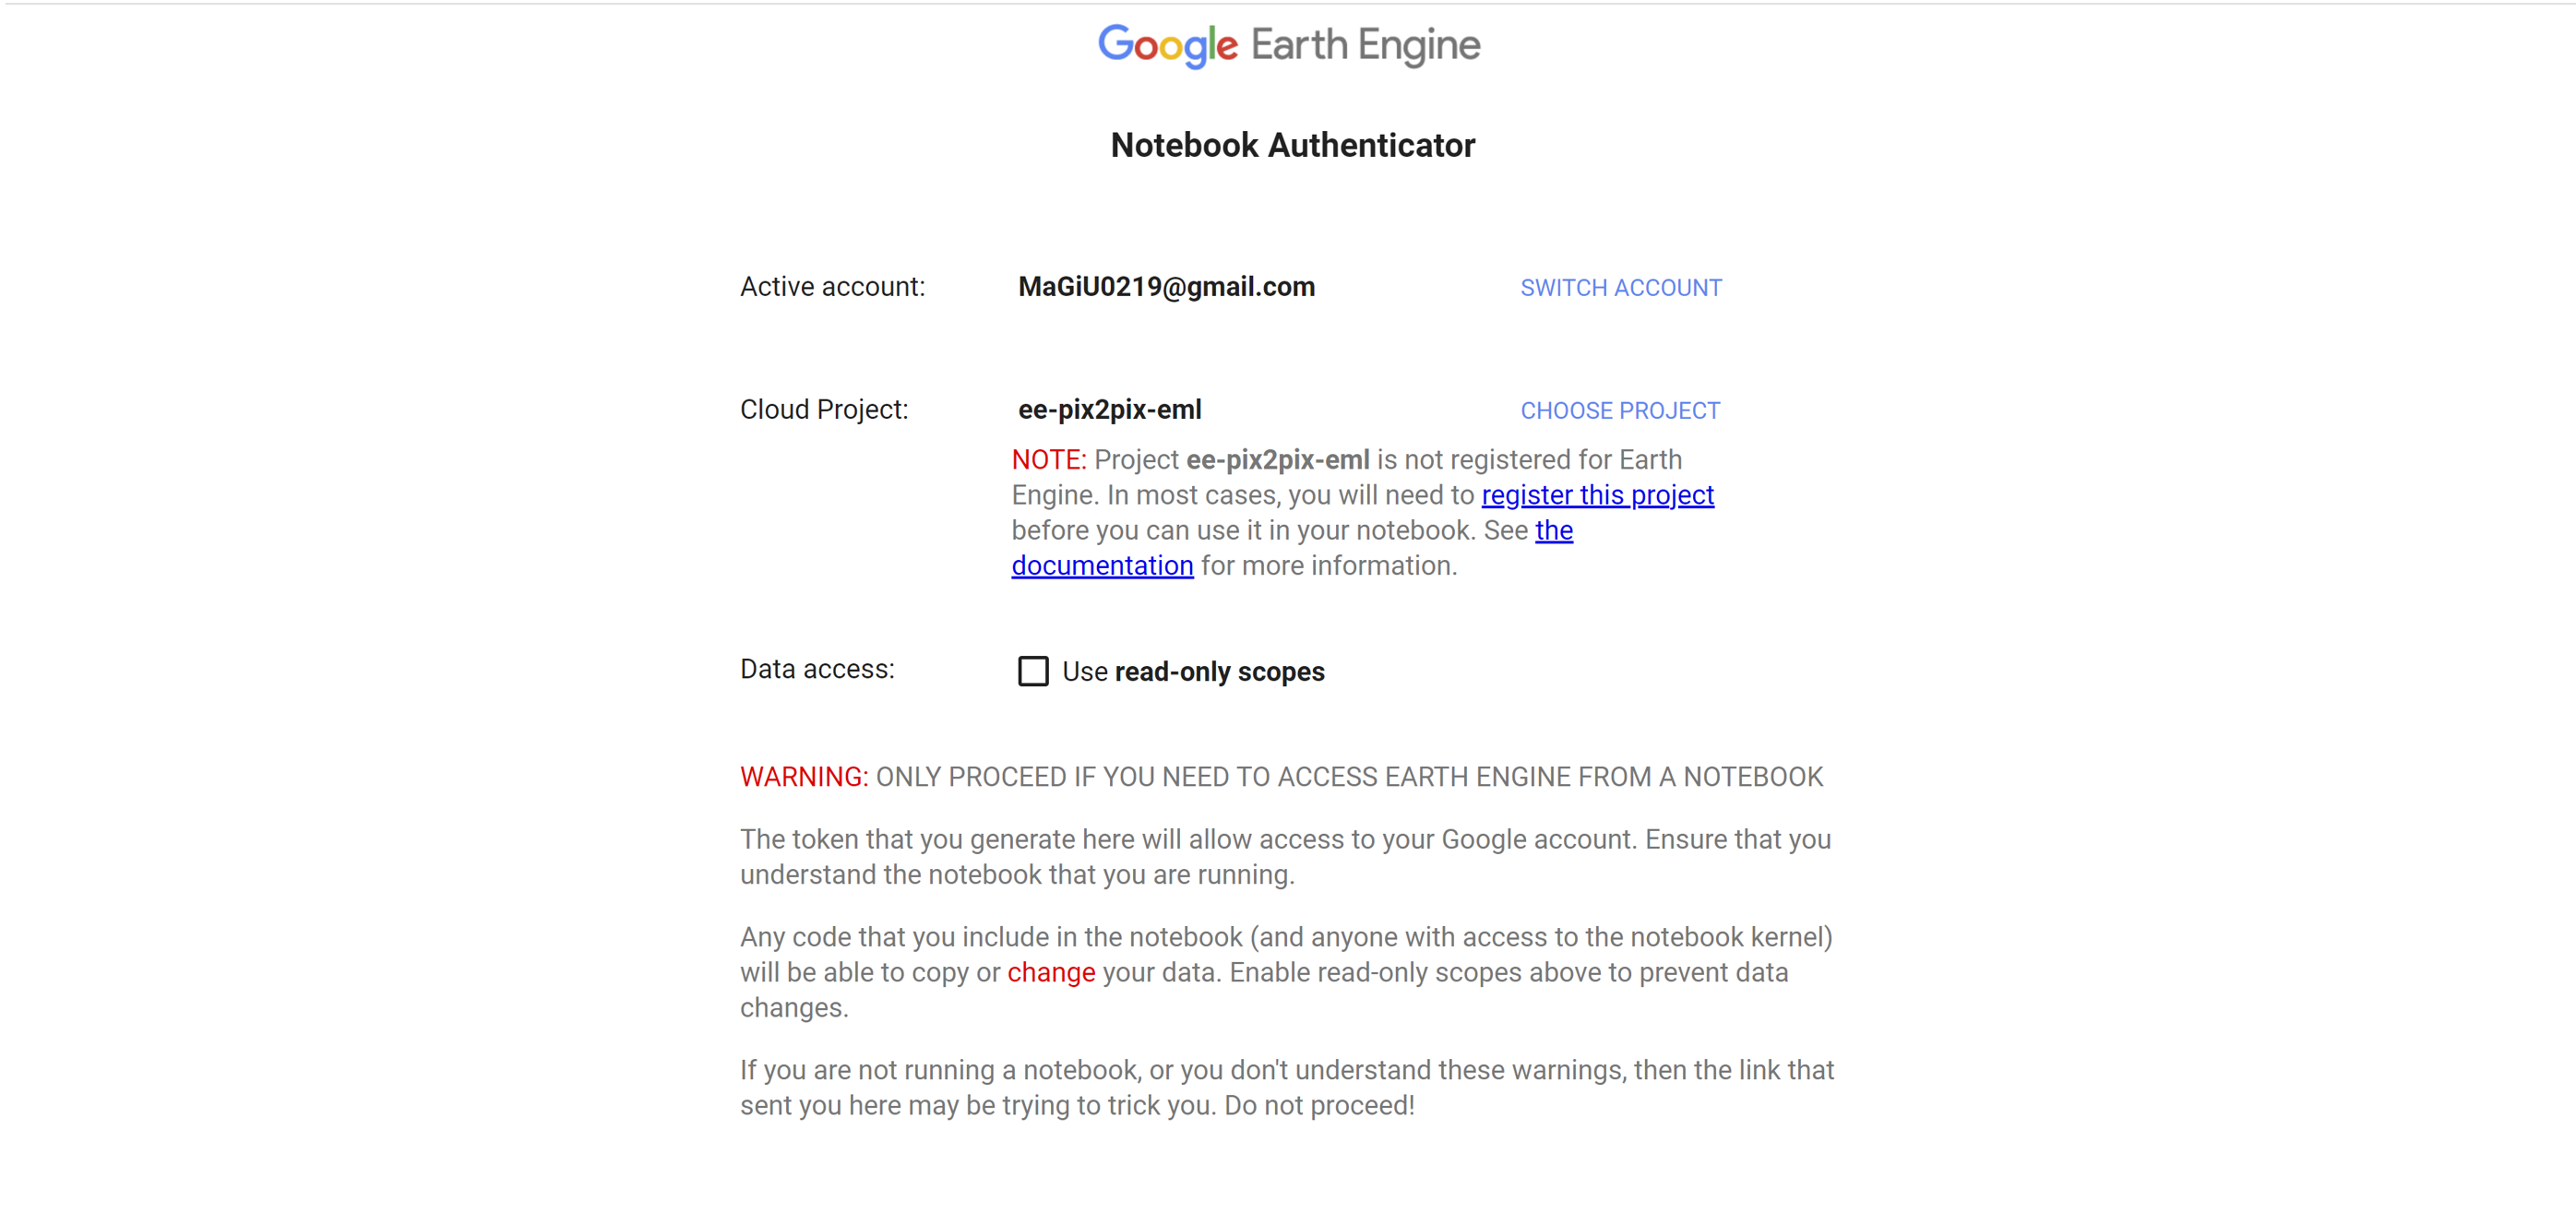 Google Earth Engine
Notebook Authenticator
Active account: MaGiU0219@gmail.com SWITCH ACCOUNT
Cloud Project: ee-pix2pix-eml CHOOSE PROJECT
NOTE: Project ee-pix2pix-eml is not registered for Earth
Engine. In most cases, you will need to register this project
before you can use it in your notebook. See the
documentation for more information.
Data access: Use read-only scopes
WARNING: ONLY PROCEED IF YOU NEED TO ACCESS EARTH ENGINE FROM A NOTEBOOK
The token that you generate here will allow access to your Google account. Ensure that you
understand the notebook that you are running.
Any code that you include in the notebook (and anyone with access to the notebook kernel)
will be able to copy or change your data. Enable read-only scopes above to prevent data
changes.
If you are not running a notebook, or you don't understand these warnings, then the link that
sent you here may be trying to trick you. Do not proceed!